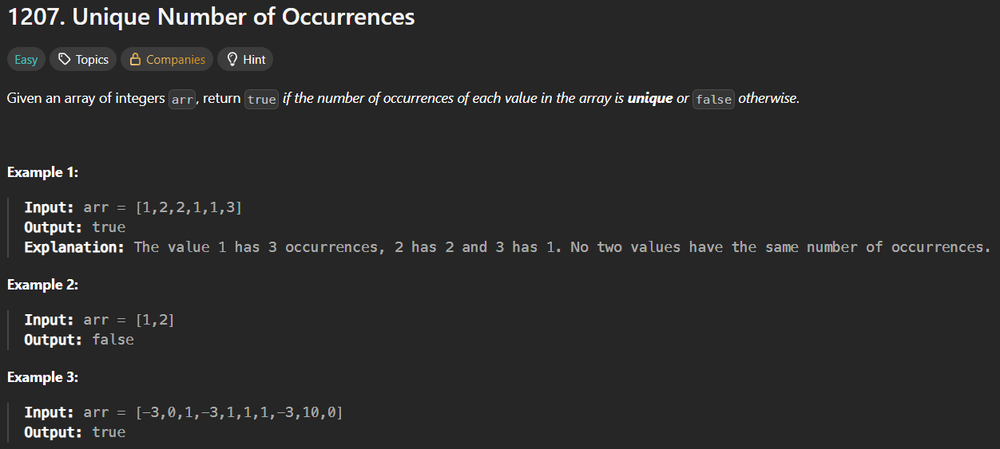 1207. Unique Number of Occurrences
Easy Topics Companies Hint
Given an array of integers arr, return true if the number of occurrences of each value in the array is unique or false otherwise.
Example 1:
Input: arr = [1,2,2,1,1,3]
Output: true
Explanation: The value 1 has 3 occurrences, 2 has 2 and 3 has 1. No two values have the same number of occurrences.
Example 2:
Input: arr = [1,2]
Output: false
Example 3:
Input: arr = [-3,0,1,-3,1,1,1,-3,10,0]
Output: true